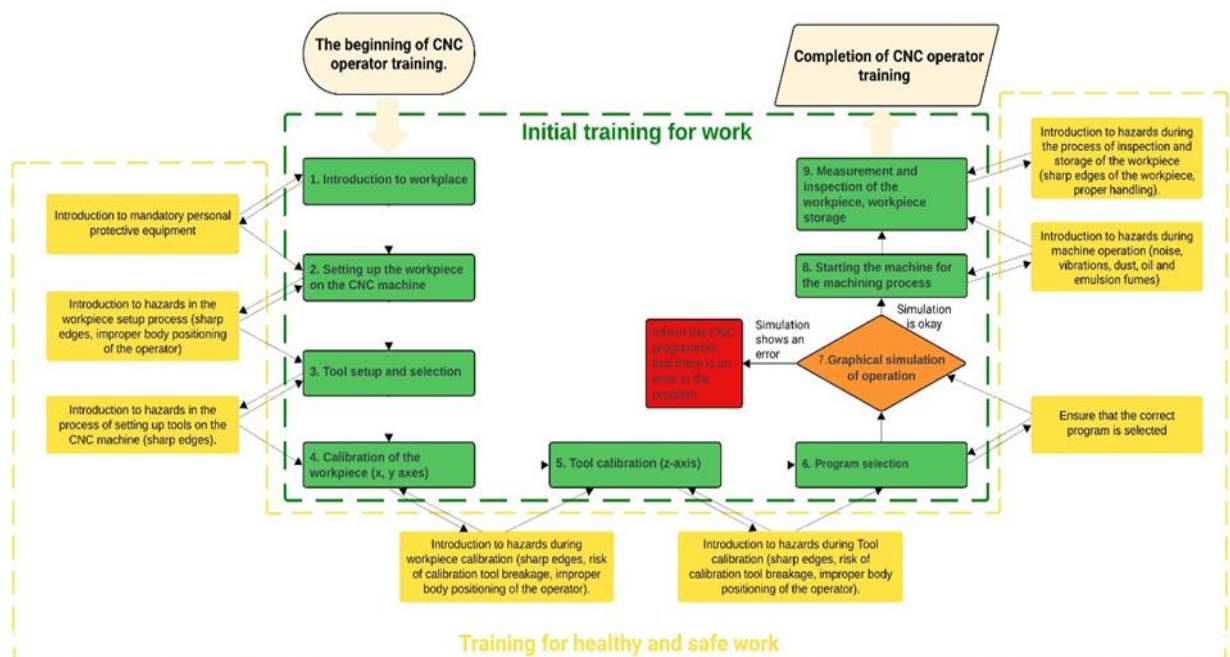 The beginning of CNC
operator training.
Completion of CNC operator
training
Initial training for work
1. Introduction to workplace
Introduction to mandatory personal
protective equipment
2. Setting up the workpiece
on the CNC machine
Introduction to hazards in the
workpiece setup process (sharp
edges, improper body positioning
of the operator)
3. Tool setup and selection
Introduction to hazards in the
process of setting up tools on the
CNC machine (sharp edges).
4. Calibration of the
workpiece (x, y axes)
Introduction to hazards during
workpiece calibration (sharp edges, risk
of calibration tool breakage, improper
body positioning of the operator).
5. Tool calibration (z-axis)
Introduction to hazards during Tool
calibration (sharp edges, risk of
calibration tool breakage, improper body
positioning of the operator).
6. Program selection
Ensure that the correct
program is selected
7.Graphical simulation
of operation
Simulation
shows an
error
Inform the CNC
programmer
that there is an
error in the
program
Simulation
is okay
8. Starting the machine for
the machining process
Introduction to hazards during
machine operation (noise,
vibrations, dust, oil and
emulsion fumes)
9. Measurement and
inspection of the
workpiece, workpiece
storage
Introduction to hazards during
the process of inspection and
storage of the workpiece
(sharp edges of the workpiece,
proper handling).
Training for healthy and safe work